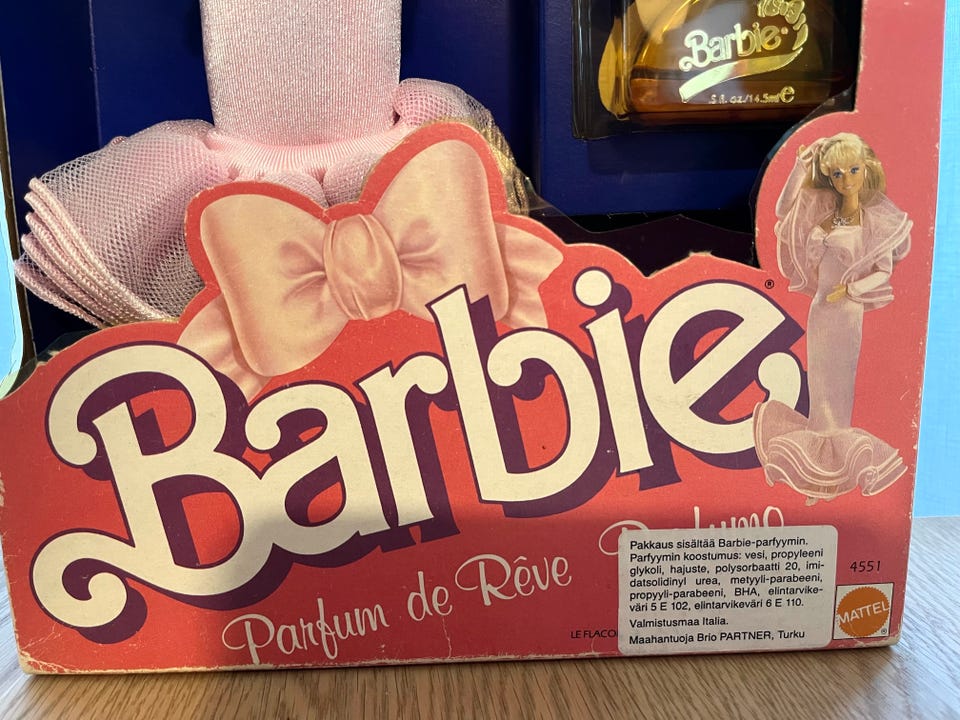 Barbie®
.5 fl. oz./14.5ml e
Barbie®
Parfum de Rêve
Profumo
LE FLACO
Pakkaus sisältää Barbie-parfyymin.
Parfyymin koostumus: vesi, propyleeni
glykoli, hajuste, polysorbaatti 20, imi-
datsolidinyl urea, metyyli-parabeeni,
propyyli-parabeeni, BHA, elintarvike-
väri 5 E 102, elintarvikeväri 6 E 110.
Valmistusmaa Italia.
Maahantuoja Brio PARTNER, Turku
4551
MATTEL®